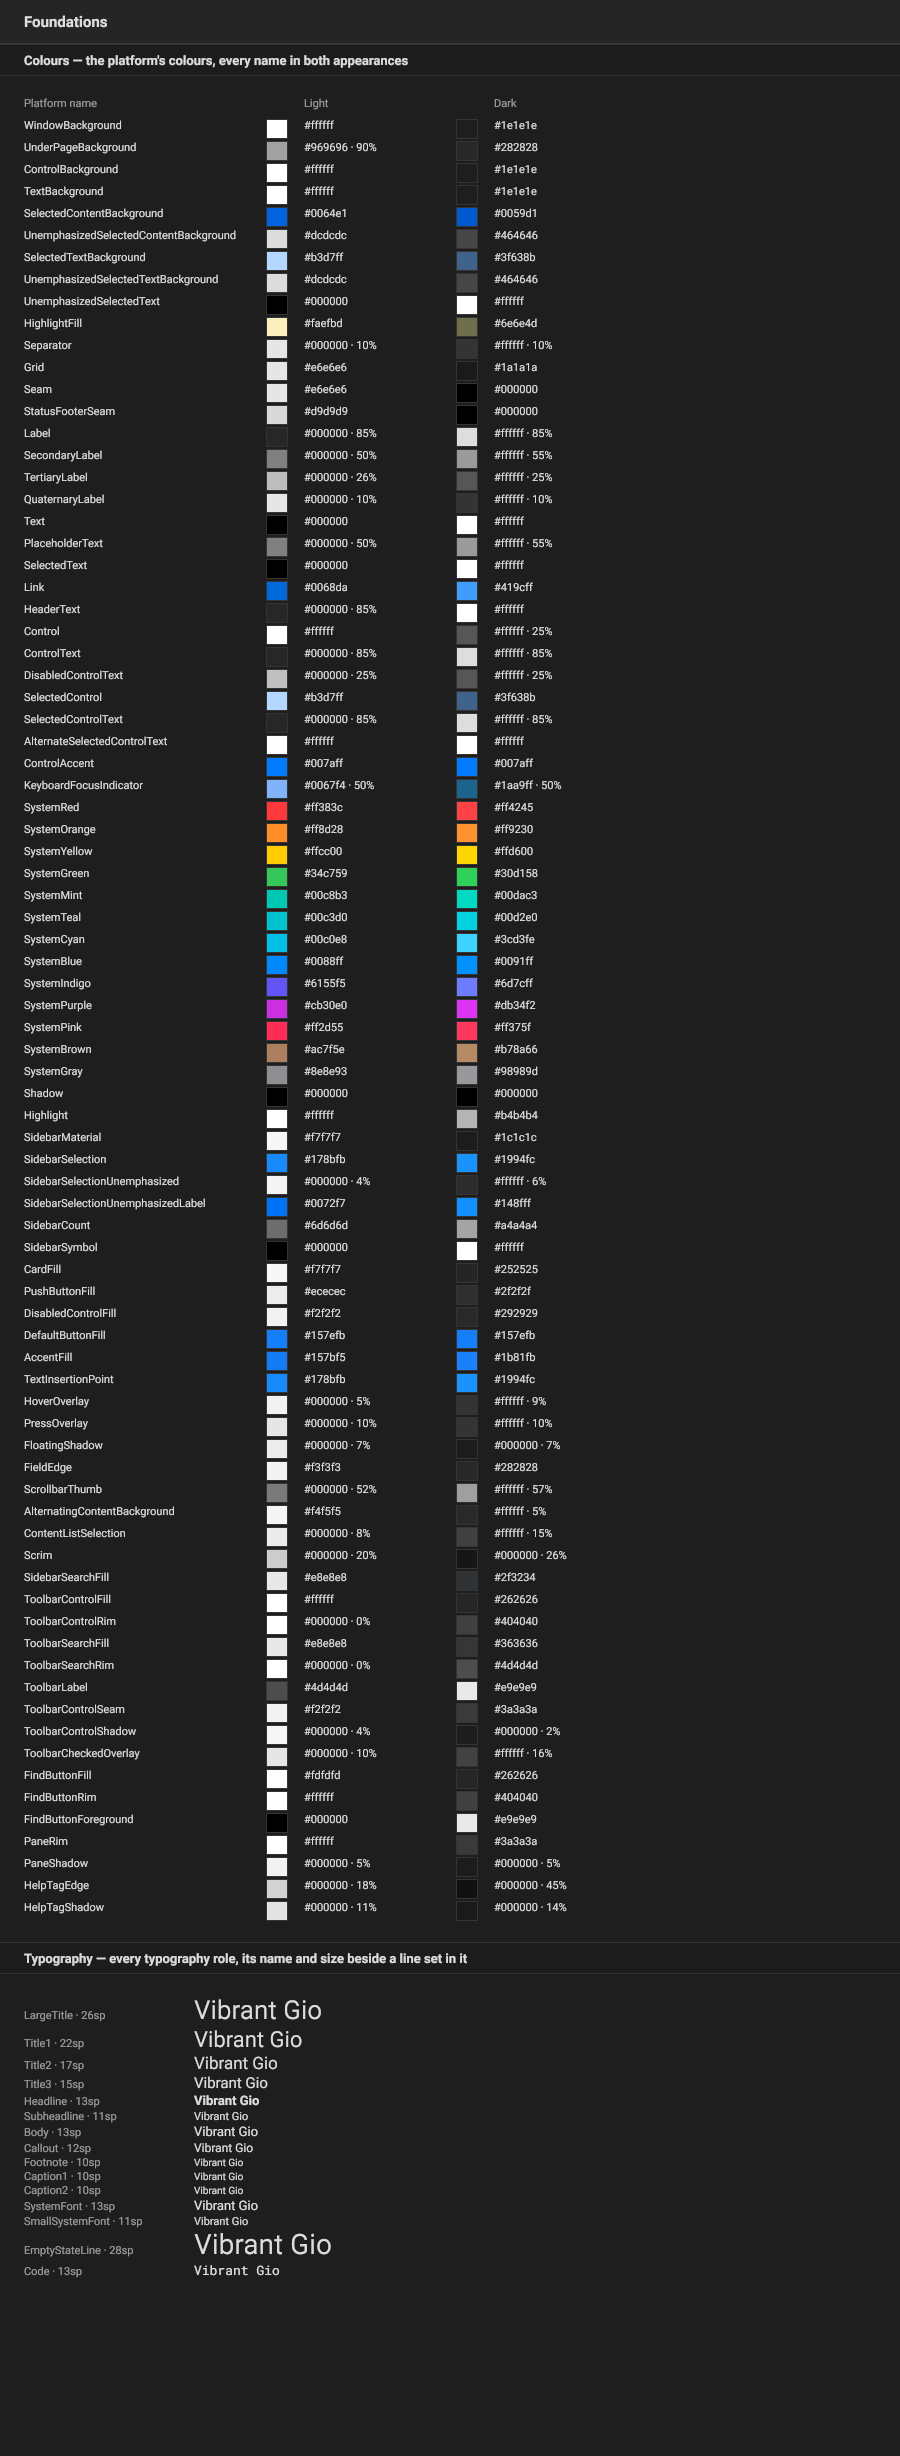 Foundations
Colours — the platform's colours, every name in both appearances
Platform name Light Dark
WindowBackground #ffffff #1e1e1e
UnderPageBackground #969696 · 90% #282828
ControlBackground #ffffff #1e1e1e
TextBackground #ffffff #1e1e1e
SelectedContentBackground #0064e1 #0059d1
UnemphasizedSelectedContentBackground #dcdcdc #464646
SelectedTextBackground #b3d7ff #3f638b
UnemphasizedSelectedTextBackground #dcdcdc #464646
UnemphasizedSelectedText #000000 #ffffff
HighlightFill #faefbd #6e6e4d
Separator #000000 · 10% #ffffff · 10%
Grid #e6e6e6 #1a1a1a
Seam #e6e6e6 #000000
StatusFooterSeam #d9d9d9 #000000
Label #000000 · 85% #ffffff · 85%
SecondaryLabel #000000 · 50% #ffffff · 55%
TertiaryLabel #000000 · 26% #ffffff · 25%
QuaternaryLabel #000000 · 10% #ffffff · 10%
Text #000000 #ffffff
PlaceholderText #000000 · 50% #ffffff · 55%
SelectedText #000000 #ffffff
Link #0068da #419cff
HeaderText #000000 · 85% #ffffff
Control #ffffff #ffffff · 25%
ControlText #000000 · 85% #ffffff · 85%
DisabledControlText #000000 · 25% #ffffff · 25%
SelectedControl #b3d7ff #3f638b
SelectedControlText #000000 · 85% #ffffff · 85%
AlternateSelectedControlText #ffffff #ffffff
ControlAccent #007aff #007aff
KeyboardFocusIndicator #0067f4 · 50% #1aa9ff · 50%
SystemRed #ff383c #ff4245
SystemOrange #ff8d28 #ff9230
SystemYellow #ffcc00 #ffd600
SystemGreen #34c759 #30d158
SystemMint #00c8b3 #00dac3
SystemTeal #00c3d0 #00d2e0
SystemCyan #00c0e8 #3cd3fe
SystemBlue #0088ff #0091ff
SystemIndigo #6155f5 #6d7cff
SystemPurple #cb30e0 #db34f2
SystemPink #ff2d55 #ff375f
SystemBrown #ac7f5e #b78a66
SystemGray #8e8e93 #98989d
Shadow #000000 #000000
Highlight #ffffff #b4b4b4
SidebarMaterial #f7f7f7 #1c1c1c
SidebarSelection #178bfb #1994fc
SidebarSelectionUnemphasized #000000 · 4% #ffffff · 6%
SidebarSelectionUnemphasizedLabel #0072f7 #148fff
SidebarCount #6d6d6d #a4a4a4
SidebarSymbol #000000 #ffffff
CardFill #f7f7f7 #252525
PushButtonFill #ececec #2f2f2f
DisabledControlFill #f2f2f2 #292929
DefaultButtonFill #157efb #157efb
AccentFill #157bf5 #1b81fb
TextInsertionPoint #178bfb #1994fc
HoverOverlay #000000 · 5% #ffffff · 9%
PressOverlay #000000 · 10% #ffffff · 10%
FloatingShadow #000000 · 7% #000000 · 7%
FieldEdge #f3f3f3 #282828
ScrollbarThumb #000000 · 52% #ffffff · 57%
AlternatingContentBackground #f4f5f5 #ffffff · 5%
ContentListSelection #000000 · 8% #ffffff · 15%
Scrim #000000 · 20% #000000 · 26%
SidebarSearchFill #e8e8e8 #2f3234
ToolbarControlFill #ffffff #262626
ToolbarControlRim #000000 · 0% #404040
ToolbarSearchFill #e8e8e8 #363636
ToolbarSearchRim #000000 · 0% #4d4d4d
ToolbarLabel #4d4d4d #e9e9e9
ToolbarControlSeam #f2f2f2 #3a3a3a
ToolbarControlShadow #000000 · 4% #000000 · 2%
ToolbarCheckedOverlay #000000 · 10% #ffffff · 16%
FindButtonFill #fdfdfd #262626
FindButtonRim #ffffff #404040
FindButtonForeground #000000 #e9e9e9
PaneRim #ffffff #3a3a3a
PaneShadow #000000 · 5% #000000 · 5%
HelpTagEdge #000000 · 18% #000000 · 45%
HelpTagShadow #000000 · 11% #000000 · 14%
Typography — every typography role, its name and size beside a line set in it
LargeTitle · 26sp Vibrant Gio
Title1 · 22sp Vibrant Gio
Title2 · 17sp Vibrant Gio
Title3 · 15sp Vibrant Gio
Headline · 13sp Vibrant Gio
Subheadline · 11sp Vibrant Gio
Body · 13sp Vibrant Gio
Callout · 12sp Vibrant Gio
Footnote · 10sp Vibrant Gio
Caption1 · 10sp Vibrant Gio
Caption2 · 10sp Vibrant Gio
SystemFont · 13sp Vibrant Gio
SmallSystemFont · 11sp Vibrant Gio
EmptyStateLine · 28sp Vibrant Gio
Code · 13sp Vibrant Gio